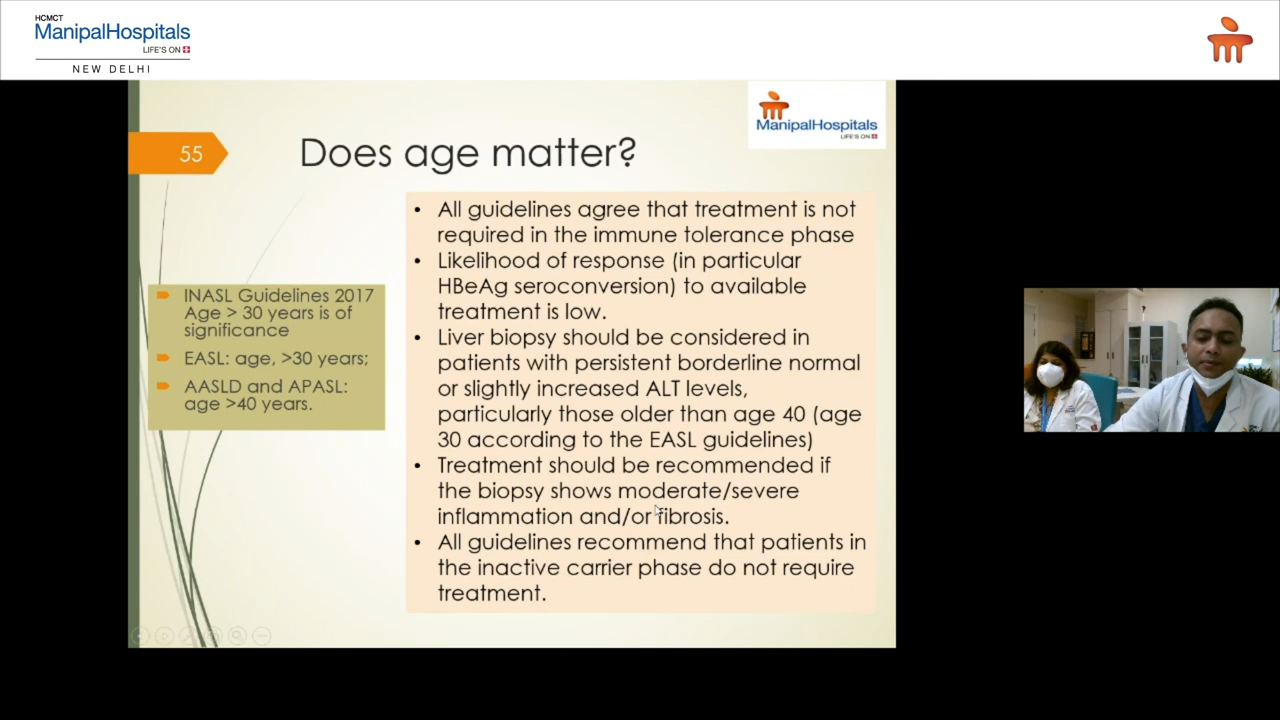 HCMCT
ManipalHospitals
LIFE'S ON
NEW DELHI
ManipalHospitals
LIFE'S ON
55
Does age matter?
INASL Guidelines 2017
Age > 30 years is of
significance
EASL: age, >30 years;
AASLD and APASL:
age >40 years.
• All guidelines agree that treatment is not
required in the immune tolerance phase
• Likelihood of response (in particular
HBeAg seroconversion) to available
treatment is low.
• Liver biopsy should be considered in
patients with persistent borderline normal
or slightly increased ALT levels,
particularly those older than age 40 (age
30 according to the EASL guidelines)
• Treatment should be recommended if
the biopsy shows moderate/severe
inflammation and/or fibrosis.
• All guidelines recommend that patients in
the inactive carrier phase do not require
treatment.